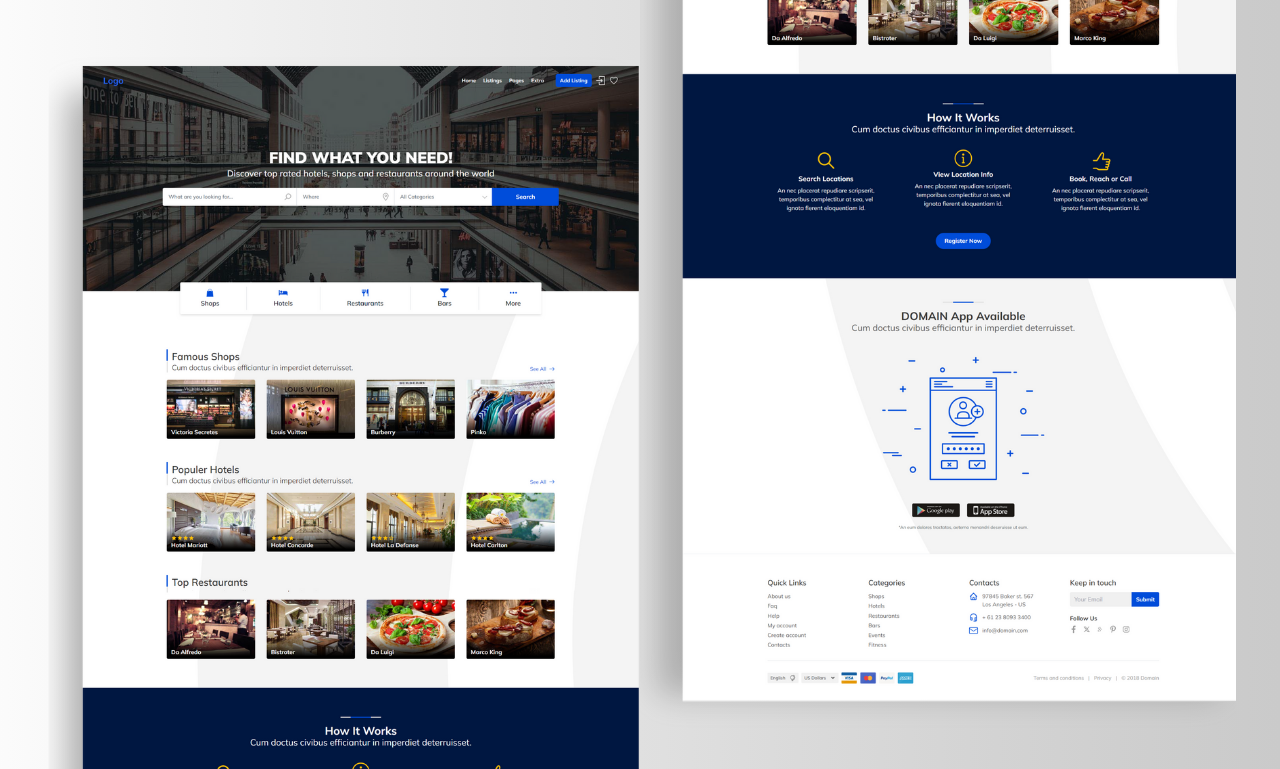 Logo
Home Listings Pages Extra Add Listing
FIND WHAT YOU NEED!
Discover top rated hotels, shops and restaurants around the world
What are you looking for... Where All Categories Search
Shops Hotels Restaurants Bars More
Famous Shops
Cum doctus civibus efficiantur in imperdiet deterruisset.
See All →
LOUIS VUITTON
Victoria Secretes Louis Vuitton Burberry Pinko
Populer Hotels
Cum doctus civibus efficiantur in imperdiet deterruisset.
See All →
Hotel Mariott Hotel Concorde Hotel La Defanse Hotel Carlton
Top Restaurants
Da Alfredo Bistroter Da Luigi Marco King
How It Works
Cum doctus civibus efficiantur in imperdiet deterruisset.
Da Alfredo Bistroter Da Luigi Marco King
How It Works
Cum doctus civibus efficiantur in imperdiet deterruisset.
Search Locations
An nec placerat repudiare scripserit,
temporibus complectitur at sea, vel
ignota fierent eloquentiam id.
View Location Info
An nec placerat repudiare scripserit,
temporibus complectitur at sea, vel
ignota fierent eloquentiam id.
Book, Reach or Call
An nec placerat repudiare scripserit,
temporibus complectitur at sea, vel
ignota fierent eloquentiam id.
Register Now
DOMAIN App Available
Cum doctus civibus efficiantur in imperdiet deterruisset.
Google play
App Store
Quick Links
About us
Faq
Help
My account
Create account
Contacts
Categories
Shops
Hotels
Restaurants
Bars
Events
Fitness
Contacts
97845 Baker st. 567
Los Angeles - US
+ 61 23 8093 3400
info@domain.com
Keep in touch
Your Email Submit
Follow Us
English US Dollars VISA PayPal
Terms and conditions | Privacy | © 2018 Domain